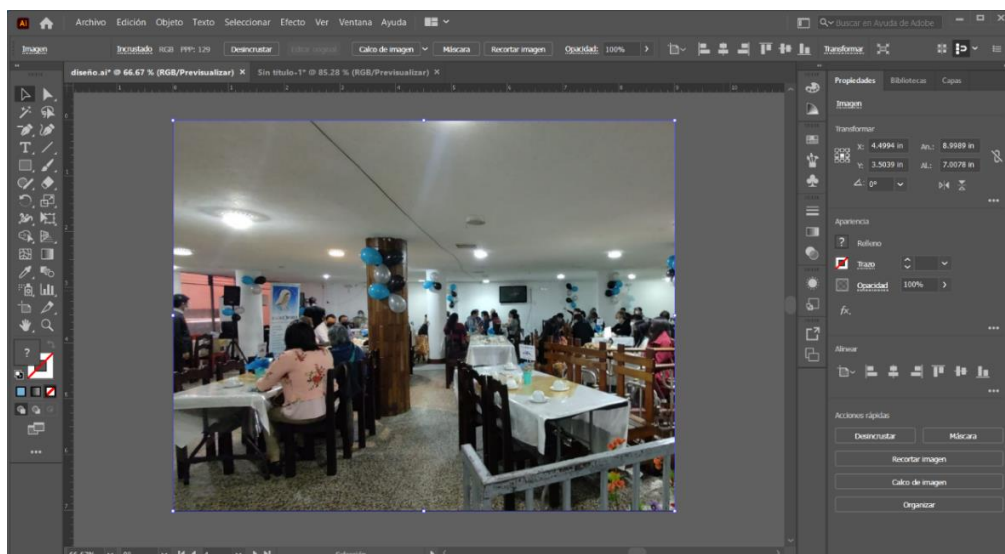 Archivo Edición Objeto Texto Seleccionar Efecto Ver Ventana Ayuda
Buscar en Ayuda de Adobe
Imagen Incrustado RGB PPP: 129 Desincrustar Editar original Calco de imagen Máscara Recortar imagen Opacidad: 100% Transformar
diseño.ai* @ 66.67 % (RGB/Previsualizar) × Sin título-1* @ 85.28 % (RGB/Previsualizar) ×
Propiedades Bibliotecas Capas
Imagen
Transformar
X: 4.4994 in An.: 8.9989 in
Y: 3.5039 in AL.: 7.0078 in
0°
Apariencia
? Relleno
Trazo
Opacidad 100%
fx.
Alinear
Acciones rápidas
Desincrustar Máscara
Recortar imagen
Calco de imagen
Organizar
66.67%